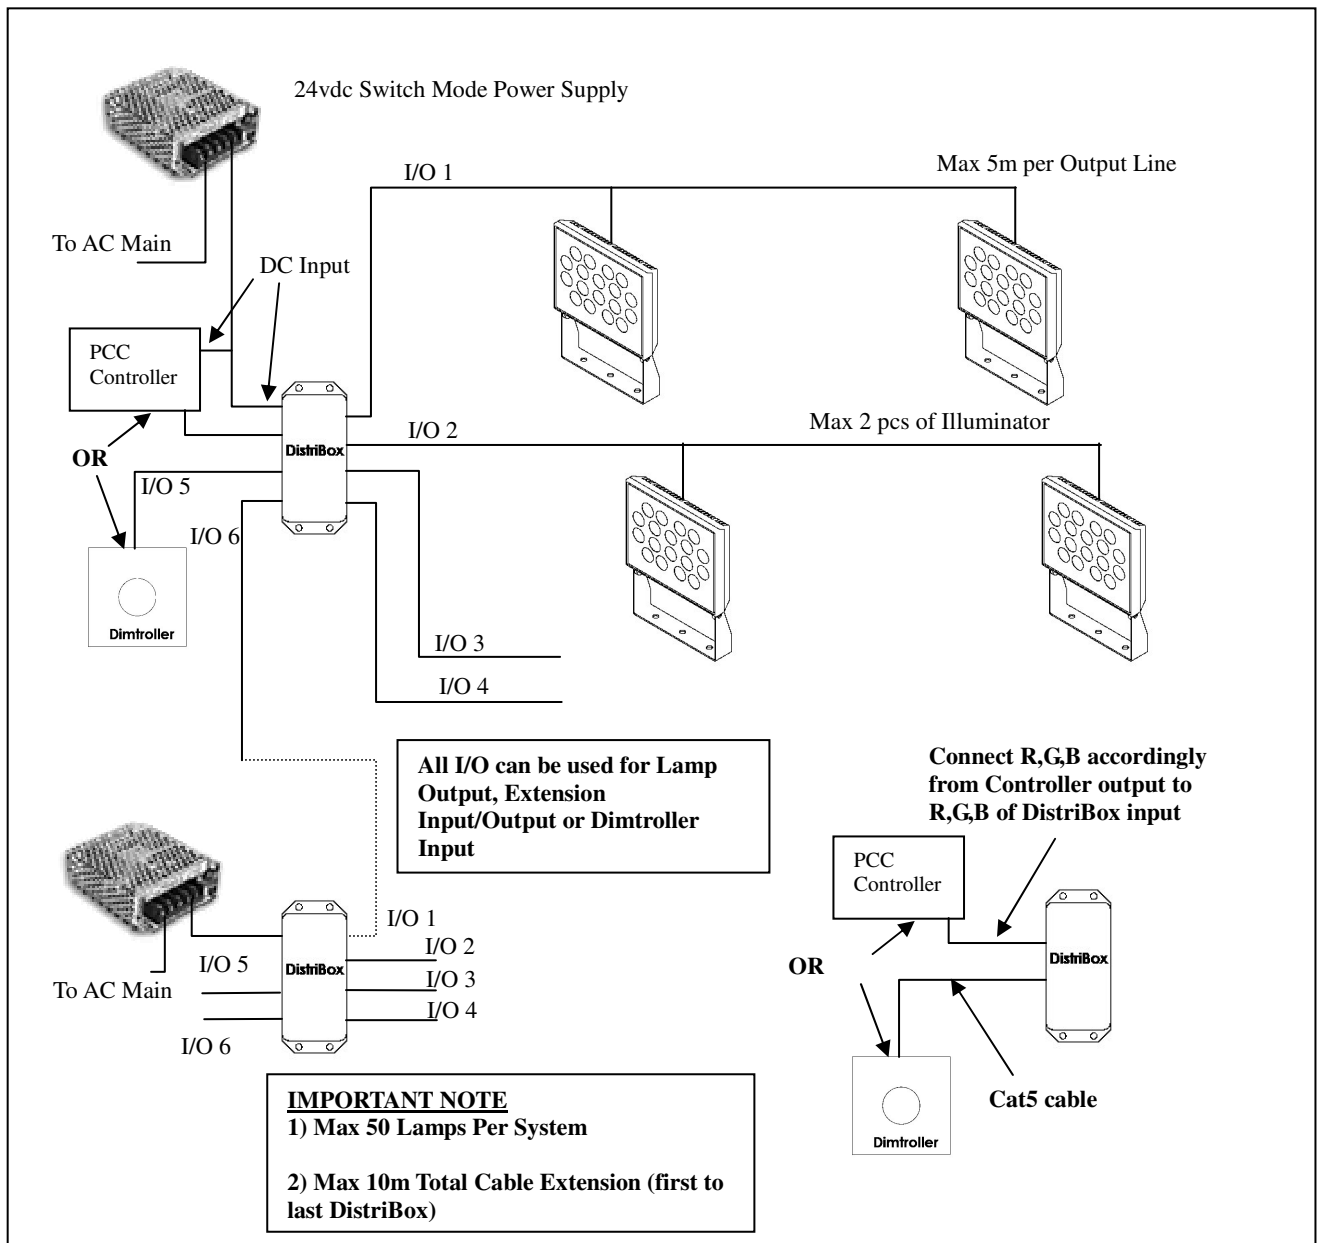 24vdc Switch Mode Power Supply
I/O 1
Max 5m per Output Line
To AC Main
DC Input
PCC
Controller
DistriBox
I/O 2
Max 2 pcs of Illuminator
OR
I/O 5
I/O 6
Dimtroller
I/O 3
I/O 4
All I/O can be used for Lamp
Output, Extension
Input/Output or Dimtroller
Input
Connect R,G,B accordingly
from Controller output to
R,G,B of DistriBox input
PCC
Controller
I/O 1
I/O 2
I/O 5
DistriBox
I/O 3
To AC Main
I/O 4
I/O 6
OR
DistriBox
Cat5 cable
Dimtroller
IMPORTANT NOTE
1) Max 50 Lamps Per System
2) Max 10m Total Cable Extension (first to
last DistriBox)